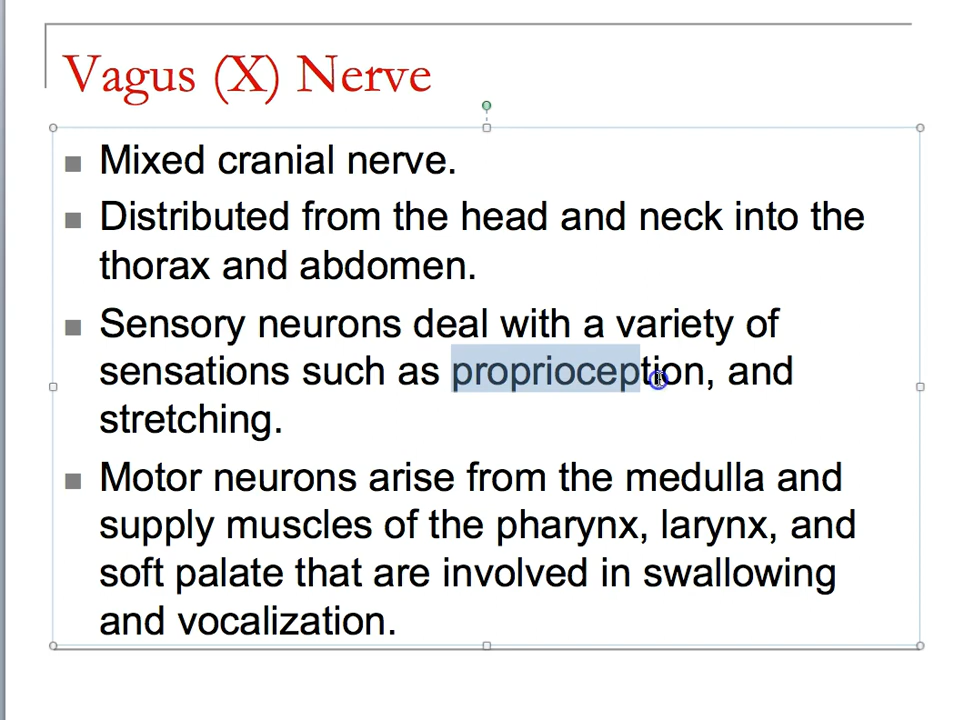 Vagus (X) Nerve
Mixed cranial nerve.
Distributed from the head and neck into the
thorax and abdomen.
Sensory neurons deal with a variety of
sensations such as proprioception, and
stretching.
Motor neurons arise from the medulla and
supply muscles of the pharynx, larynx, and
soft palate that are involved in swallowing
and vocalization.